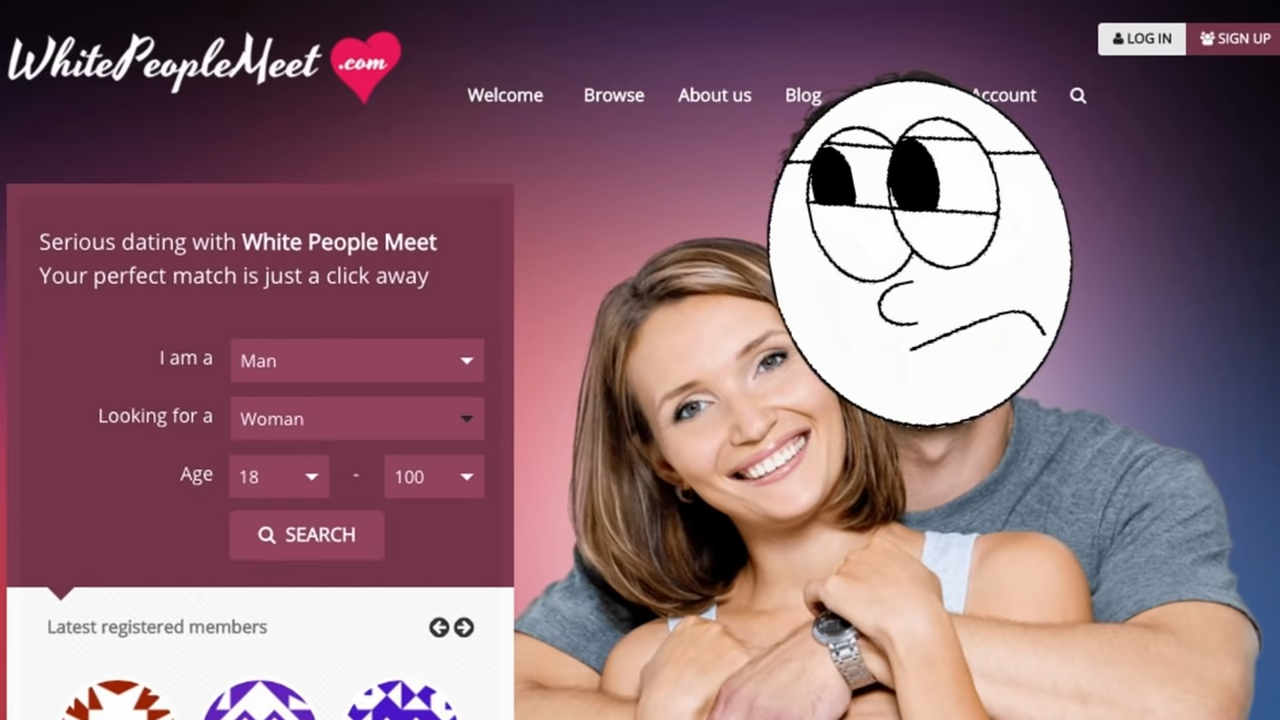 WhitePeopleMeet .com
LOG IN
SIGN UP
Welcome
Browse
About us
Blog
Account
Serious dating with White People Meet
Your perfect match is just a click away
I am a
Man
Looking for a
Woman
Age
18 - 100
SEARCH
Latest registered members